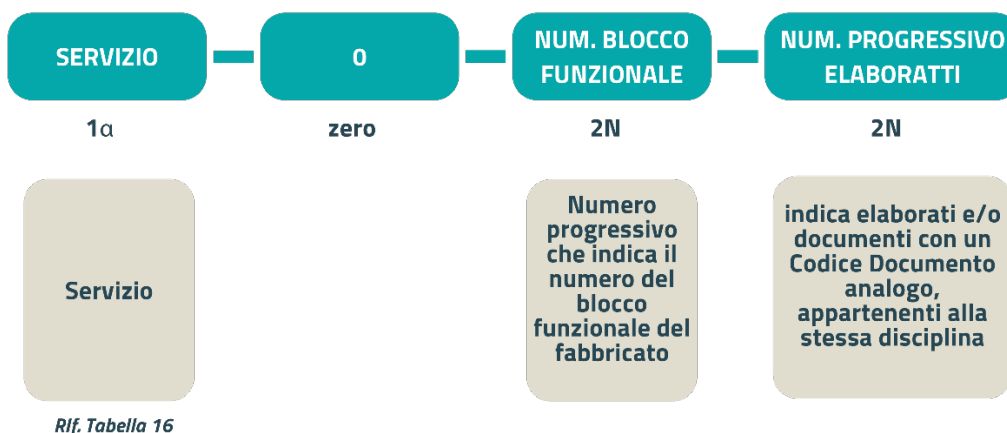 SERVIZIO
0
NUM. BLOCCO
FUNZIONALE
NUM. PROGRESSIVO
ELABORATTI
1α
zero
2N
2N
Servizio
Numero
progressivo
che indica il
numero del
blocco
funzionale del
fabbricato
indica elaborati e/o
documenti con un
Codice Documento
analogo,
appartenenti alla
stessa disciplina
Rif. Tabella 16